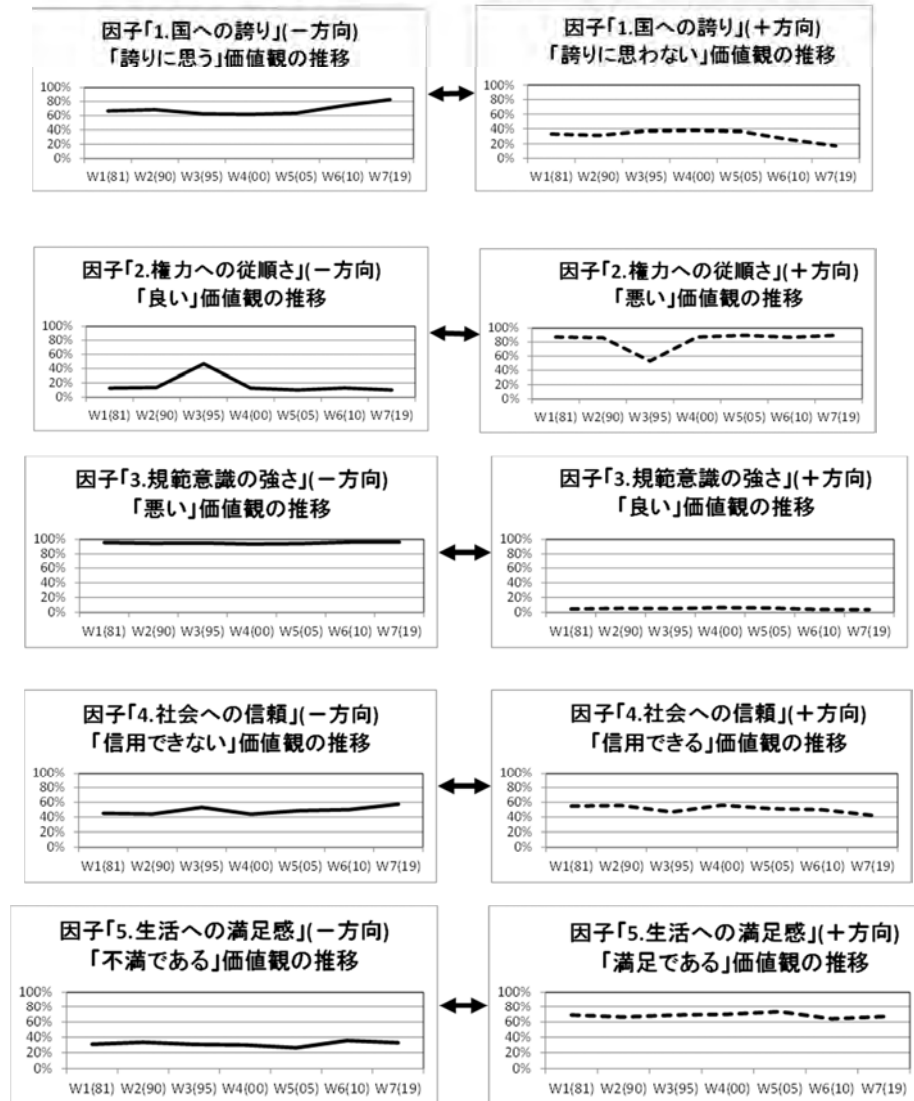 因子｢1.国への誇り｣(－方向)
｢誇りに思う｣価値観の推移
100%
80%
60%
40%
20%
0%
W1(81) W2(90) W3(95) W4(00) W5(05) W6(10) W7(19)
因子｢1.国への誇り｣(＋方向)
｢誇りに思わない｣価値観の推移
100%
80%
60%
40%
20%
0%
W1(81) W2(90) W3(95) W4(00) W5(05) W6(10) W7(19)
因子｢2.権力への従順さ｣(－方向)
｢良い｣価値観の推移
100%
80%
60%
40%
20%
0%
W1(81) W2(90) W3(95) W4(00) W5(05) W6(10) W7(19)
因子｢2.権力への従順さ｣(＋方向)
｢悪い｣価値観の推移
100%
80%
60%
40%
20%
0%
W1(81) W2(90) W3(95) W4(00) W5(05) W6(10) W7(19)
因子｢3.規範意識の強さ｣(－方向)
｢悪い｣価値観の推移
100%
80%
60%
40%
20%
0%
W1(81) W2(90) W3(95) W4(00) W5(05) W6(10) W7(19)
因子｢3.規範意識の強さ｣(＋方向)
｢良い｣価値観の推移
100%
80%
60%
40%
20%
0%
W1(81) W2(90) W3(95) W4(00) W5(05) W6(10) W7(19)
因子｢4.社会への信頼｣(－方向)
｢信用できない｣価値観の推移
100%
80%
60%
40%
20%
0%
W1(81) W2(90) W3(95) W4(00) W5(05) W6(10) W7(19)
因子｢4.社会への信頼｣(＋方向)
｢信用できる｣価値観の推移
100%
80%
60%
40%
20%
0%
W1(81) W2(90) W3(95) W4(00) W5(05) W6(10) W7(19)
因子｢5.生活への満足感｣(－方向)
｢不満である｣価値観の推移
100%
80%
60%
40%
20%
0%
W1(81) W2(90) W3(95) W4(00) W5(05) W6(10) W7(19)
因子｢5.生活への満足感｣(＋方向)
｢満足である｣価値観の推移
100%
80%
60%
40%
20%
0%
W1(81) W2(90) W3(95) W4(00) W5(05) W6(10) W7(19)